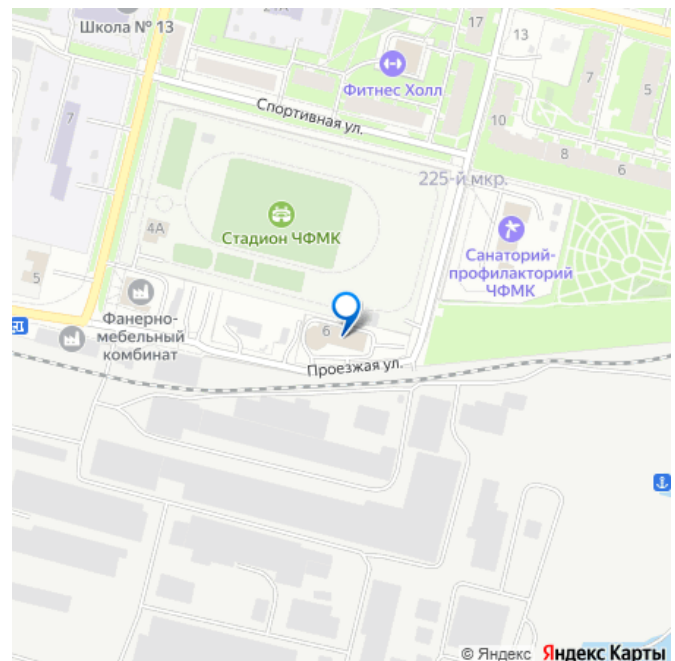 21А
17
Школа № 13
13
Фитнес Холл
7
5
Спортивная ул.
7
10
8
6
225-й мкр.
4А
Стадион ЧФМК
Санаторий-
профилакторий
ЧФМК
5
Фанерно-
мебельный
комбинат
6
Проезжая ул.
© Яндекс Яндекс Карты